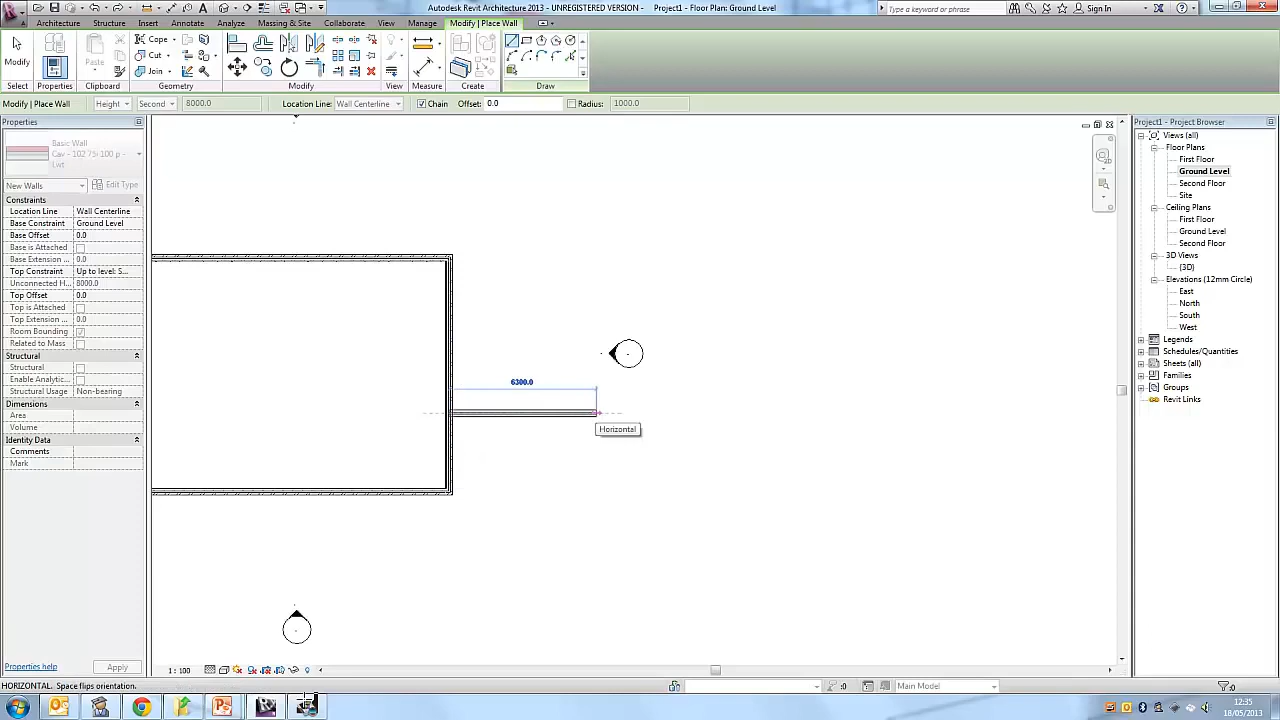 Autodesk Revit Architecture 2013 - UNREGISTERED VERSION - Project1 - Floor Plan: Ground Level
Type a keyword or phrase
Sign In
Architecture Structure Insert Annotate Analyze Massing & Site Collaborate View Manage Modify | Place Wall
Modify Paste Cope Cut Join
Select Properties Clipboard Geometry Modify View Measure Create Draw
Modify | Place Wall Height Second 8000.0 Location Line: Wall Centerline Chain Offset: 0.0 Radius: 1000.0
Properties
Basic Wall
Cav - 102 75i 100 p -
Lwt
New Walls Edit Type
Constraints
Location Line Wall Centerline
Base Constraint Ground Level
Base Offset 0.0
Base is Attached
Base Extension ... 0.0
Top Constraint Up to level: S...
Unconnected H... 8000.0
Top Offset 0.0
Top is Attached
Top Extension ... 0.0
Room Bounding
Related to Mass
Structural
Structural
Enable Analytic...
Structural Usage Non-bearing
Dimensions
Area
Volume
Identity Data
Comments
Mark
Properties help Apply
6300.0
Horizontal
1 : 100
Project1 - Project Browser
Views (all)
Floor Plans
First Floor
Ground Level
Second Floor
Site
Ceiling Plans
First Floor
Ground Level
Second Floor
3D Views
{3D}
Elevations (12mm Circle)
East
North
South
West
Legends
Schedules/Quantities
Sheets (all)
Families
Groups
Revit Links
HORIZONTAL. Space flips orientation.
:0 Main Model :0
12:35
18/05/2013